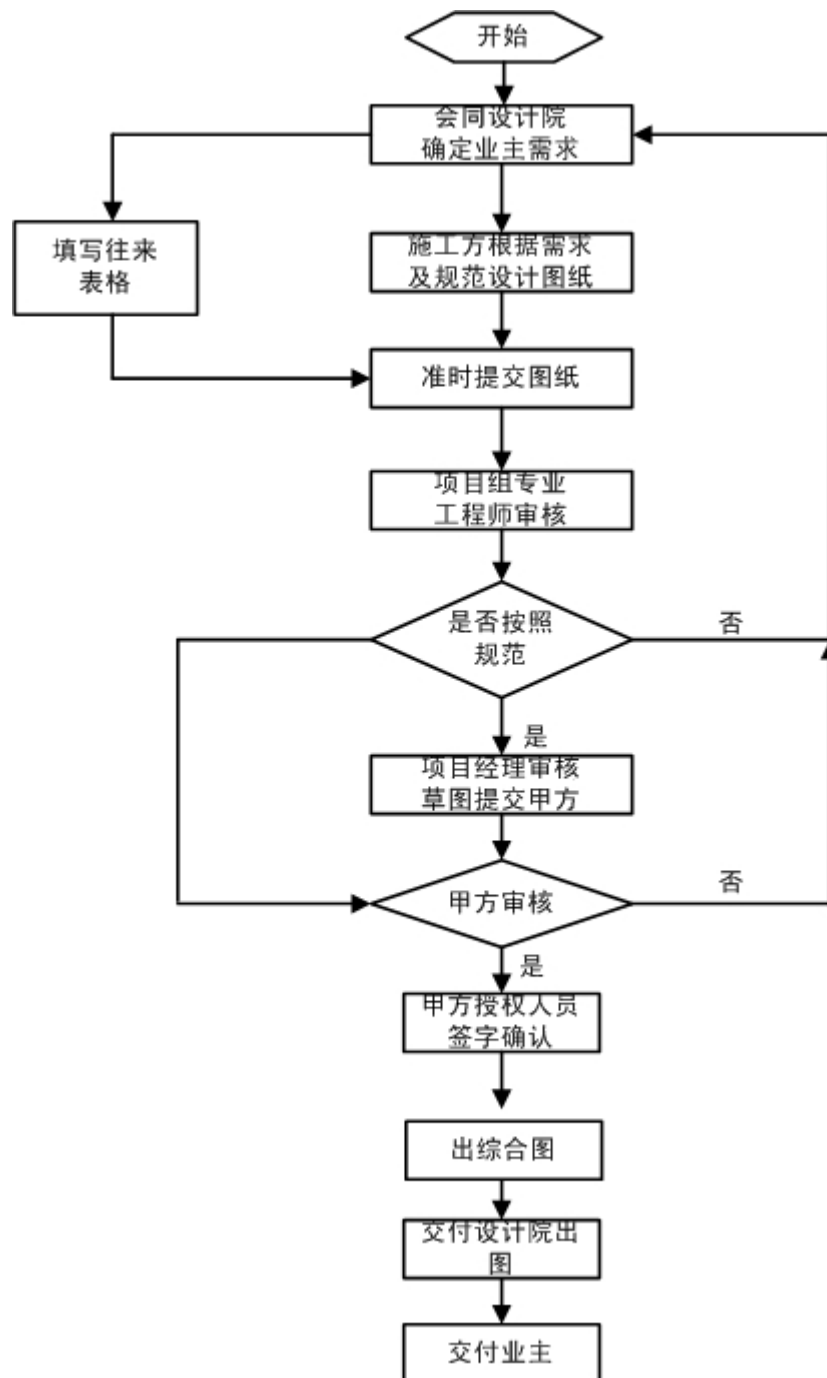 开始
会同设计院
确定业主需求
填写往来
表格
施工方根据需求
及规范设计图纸
准时提交图纸
项目组专业
工程师审核
是否按照
规范
否
是
项目经理审核
草图提交甲方
甲方审核
否
是
甲方授权人员
签字确认
出综合图
交付设计院出
图
交付业主